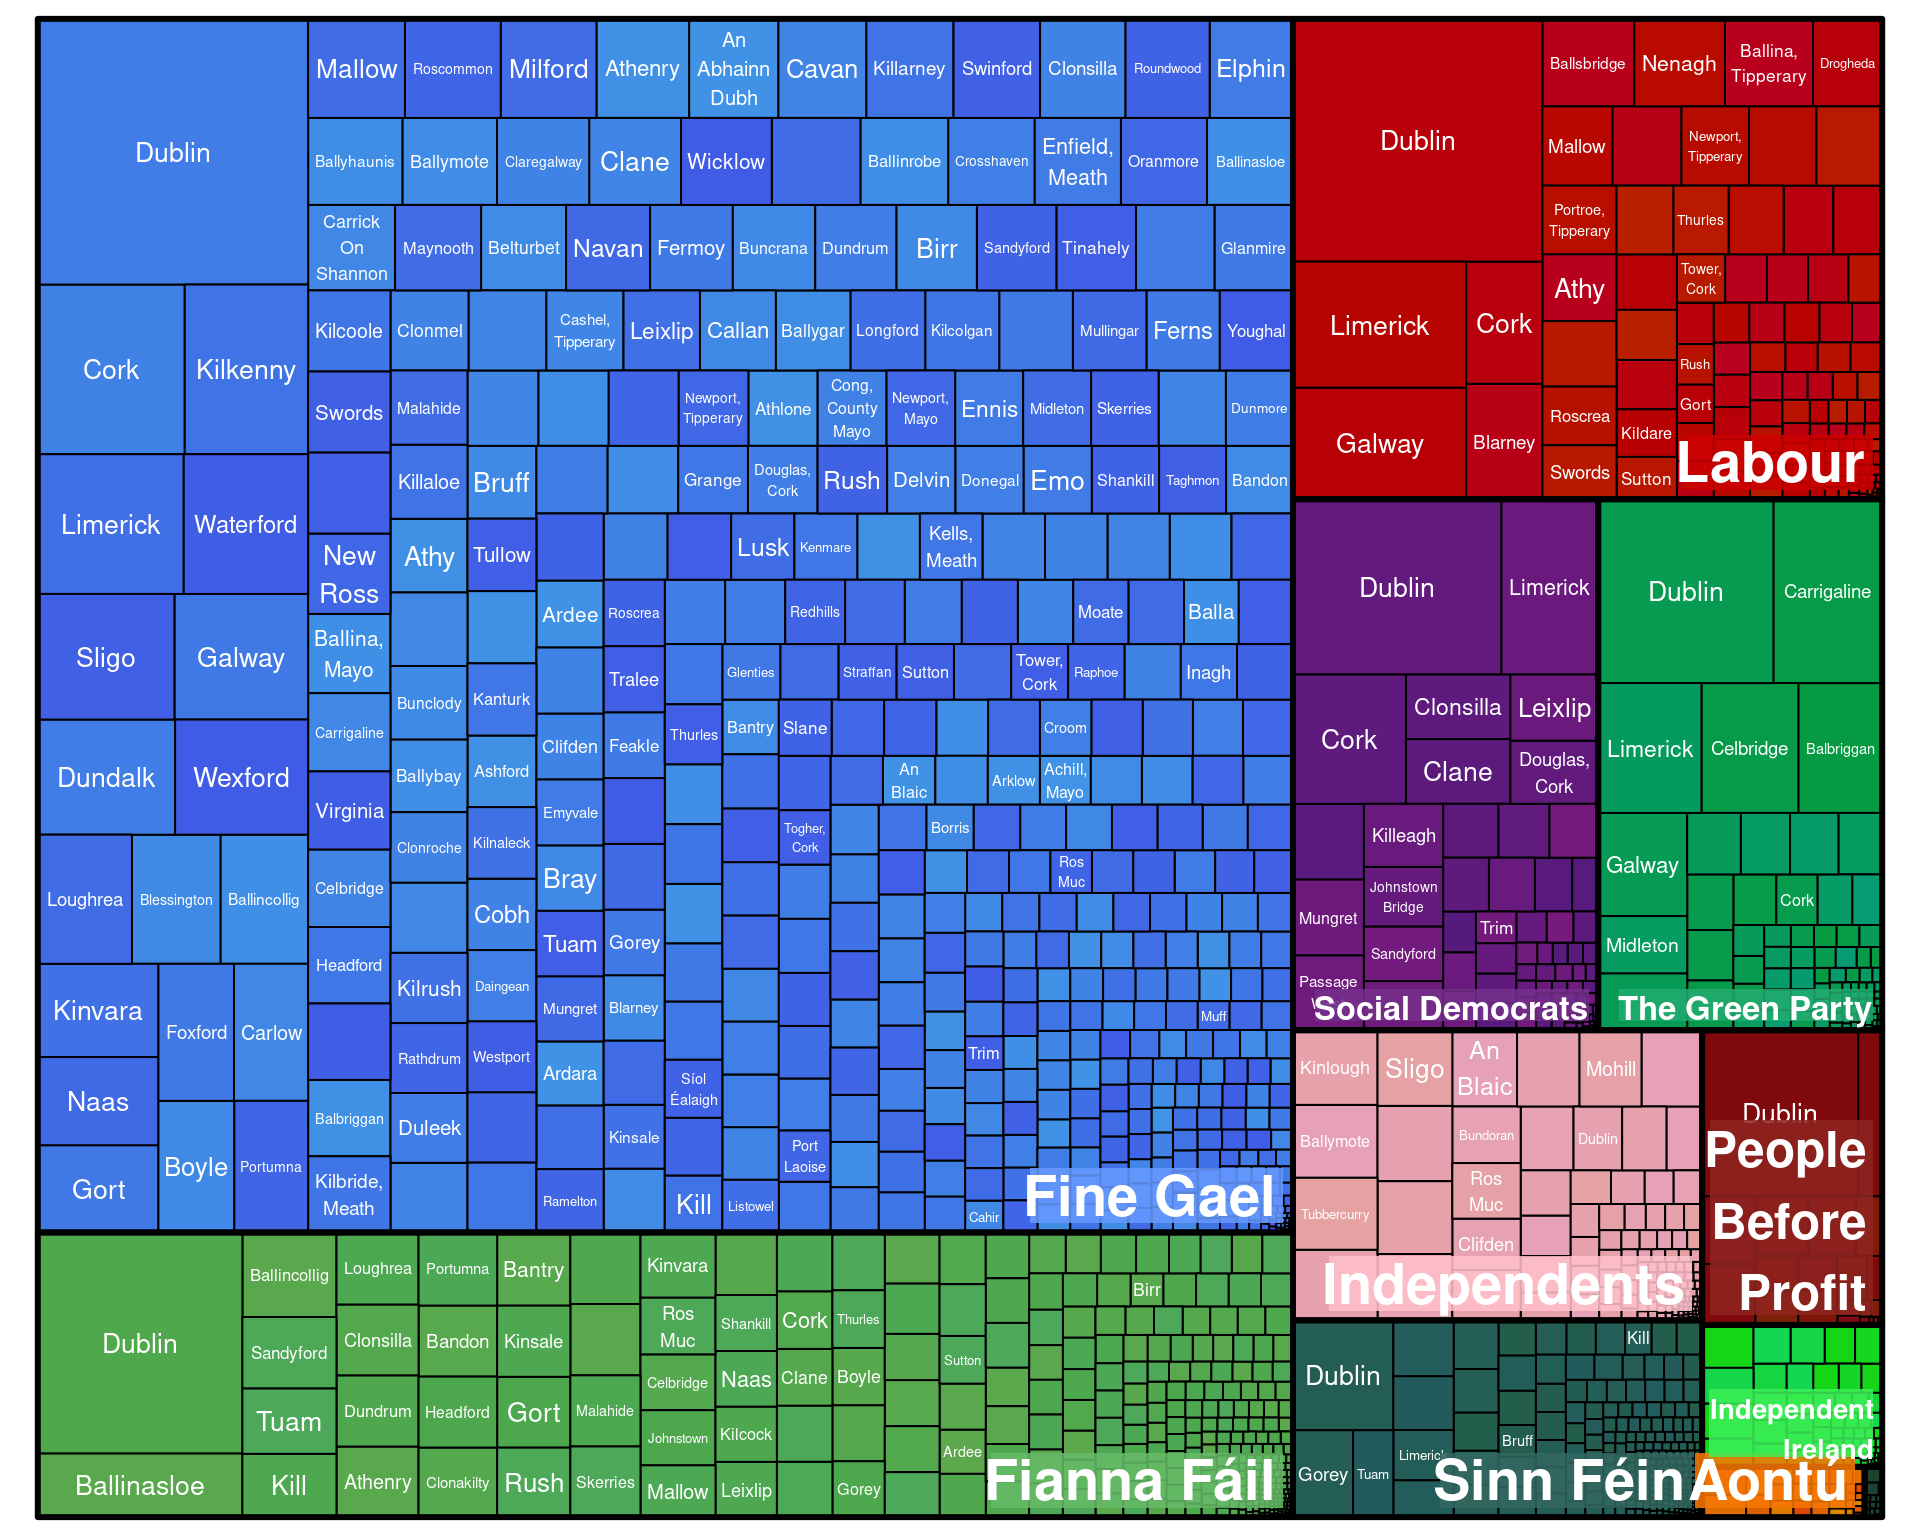 Dublin
Mallow
Roscommon
Milford
Athenry
An
Abhainn
Dubh
Cavan
Killarney
Swinford
Clonsilla
Roundwood
Elphin
Ballyhaunis
Ballymote
Claregalway
Clane
Wicklow
Ballinrobe
Crosshaven
Enfield,
Meath
Oranmore
Ballinasloe
Carrick
On
Shannon
Maynooth
Belturbet
Navan
Fermoy
Buncrana
Dundrum
Birr
Sandyford
Tinahely
Glanmire
Cork
Kilkenny
Kilcoole
Clonmel
Cashel,
Tipperary
Leixlip
Callan
Ballygar
Longford
Kilcolgan
Mullingar
Ferns
Youghal
Swords
Malahide
Newport,
Tipperary
Athlone
Cong,
County
Mayo
Newport,
Mayo
Ennis
Midleton
Skerries
Dunmore
Killaloe
Bruff
Grange
Douglas,
Cork
Rush
Delvin
Donegal
Emo
Shankill
Taghmon
Bandon
Limerick
Waterford
New
Ross
Athy
Tullow
Lusk
Kenmare
Kells,
Meath
Ardee
Roscrea
Redhills
Moate
Balla
Sligo
Galway
Ballina,
Mayo
Bunclody
Kanturk
Tralee
Glenties
Straffan
Sutton
Tower,
Cork
Raphoe
Inagh
Carrigaline
Clifden
Feakle
Thurles
Bantry
Slane
Croom
Dundalk
Wexford
Ballybay
Ashford
An
Blaic
Arklow
Achill,
Mayo
Virginia
Emyvale
Togher,
Cork
Borris
Clonroche
Kilnaleck
Ros
Muc
Loughrea
Blessington
Ballincollig
Celbridge
Cobh
Bray
Tuam
Gorey
Headford
Kilrush
Daingean
Mungret
Blarney
Muff
Kinvara
Foxford
Carlow
Rathdrum
Westport
Ardara
Síol
Éalaigh
Trim
Naas
Balbriggan
Duleek
Kinsale
Port
Laoise
Gort
Boyle
Portumna
Kilbride,
Meath
Ramelton
Kill
Listowel
Cahir
Fine Gael
Dublin
Ballinasloe
Ballincollig
Sandyford
Tuam
Kill
Loughrea
Clonsilla
Dundrum
Athenry
Portumna
Bandon
Headford
Clonakilty
Bantry
Kinsale
Gort
Rush
Malahide
Skerries
Kinvara
Ros
Muc
Celbridge
Johnstown
Mallow
Shankill
Naas
Kilcock
Leixlip
Cork
Clane
Thurles
Boyle
Gorey
Sutton
Ardee
Birr
Fianna Fáil
Dublin
Ballsbridge
Nenagh
Ballina,
Tipperary
Drogheda
Mallow
Newport,
Tipperary
Portroe,
Tipperary
Thurles
Limerick
Cork
Athy
Tower,
Cork
Rush
Galway
Blarney
Roscrea
Gort
Kildare
Swords
Sutton
Labour
Dublin
Limerick
Cork
Clonsilla
Leixlip
Clane
Douglas,
Cork
Killeagh
Mungret
Johnstown
Bridge
Trim
Sandyford
Passage
Social Democrats
Dublin
Carrigaline
Limerick
Celbridge
Balbriggan
Galway
Cork
Midleton
The Green Party
Kinlough
Sligo
An
Blaic
Mohill
Ballymote
Bundoran
Dublin
Ros
Muc
Tubbercurry
Clifden
Independents
Dublin
People
Before
Profit
Dublin
Kill
Gorey
Tuam
Limerick
Bruff
Sinn Féin
Independent
Ireland
Aontú